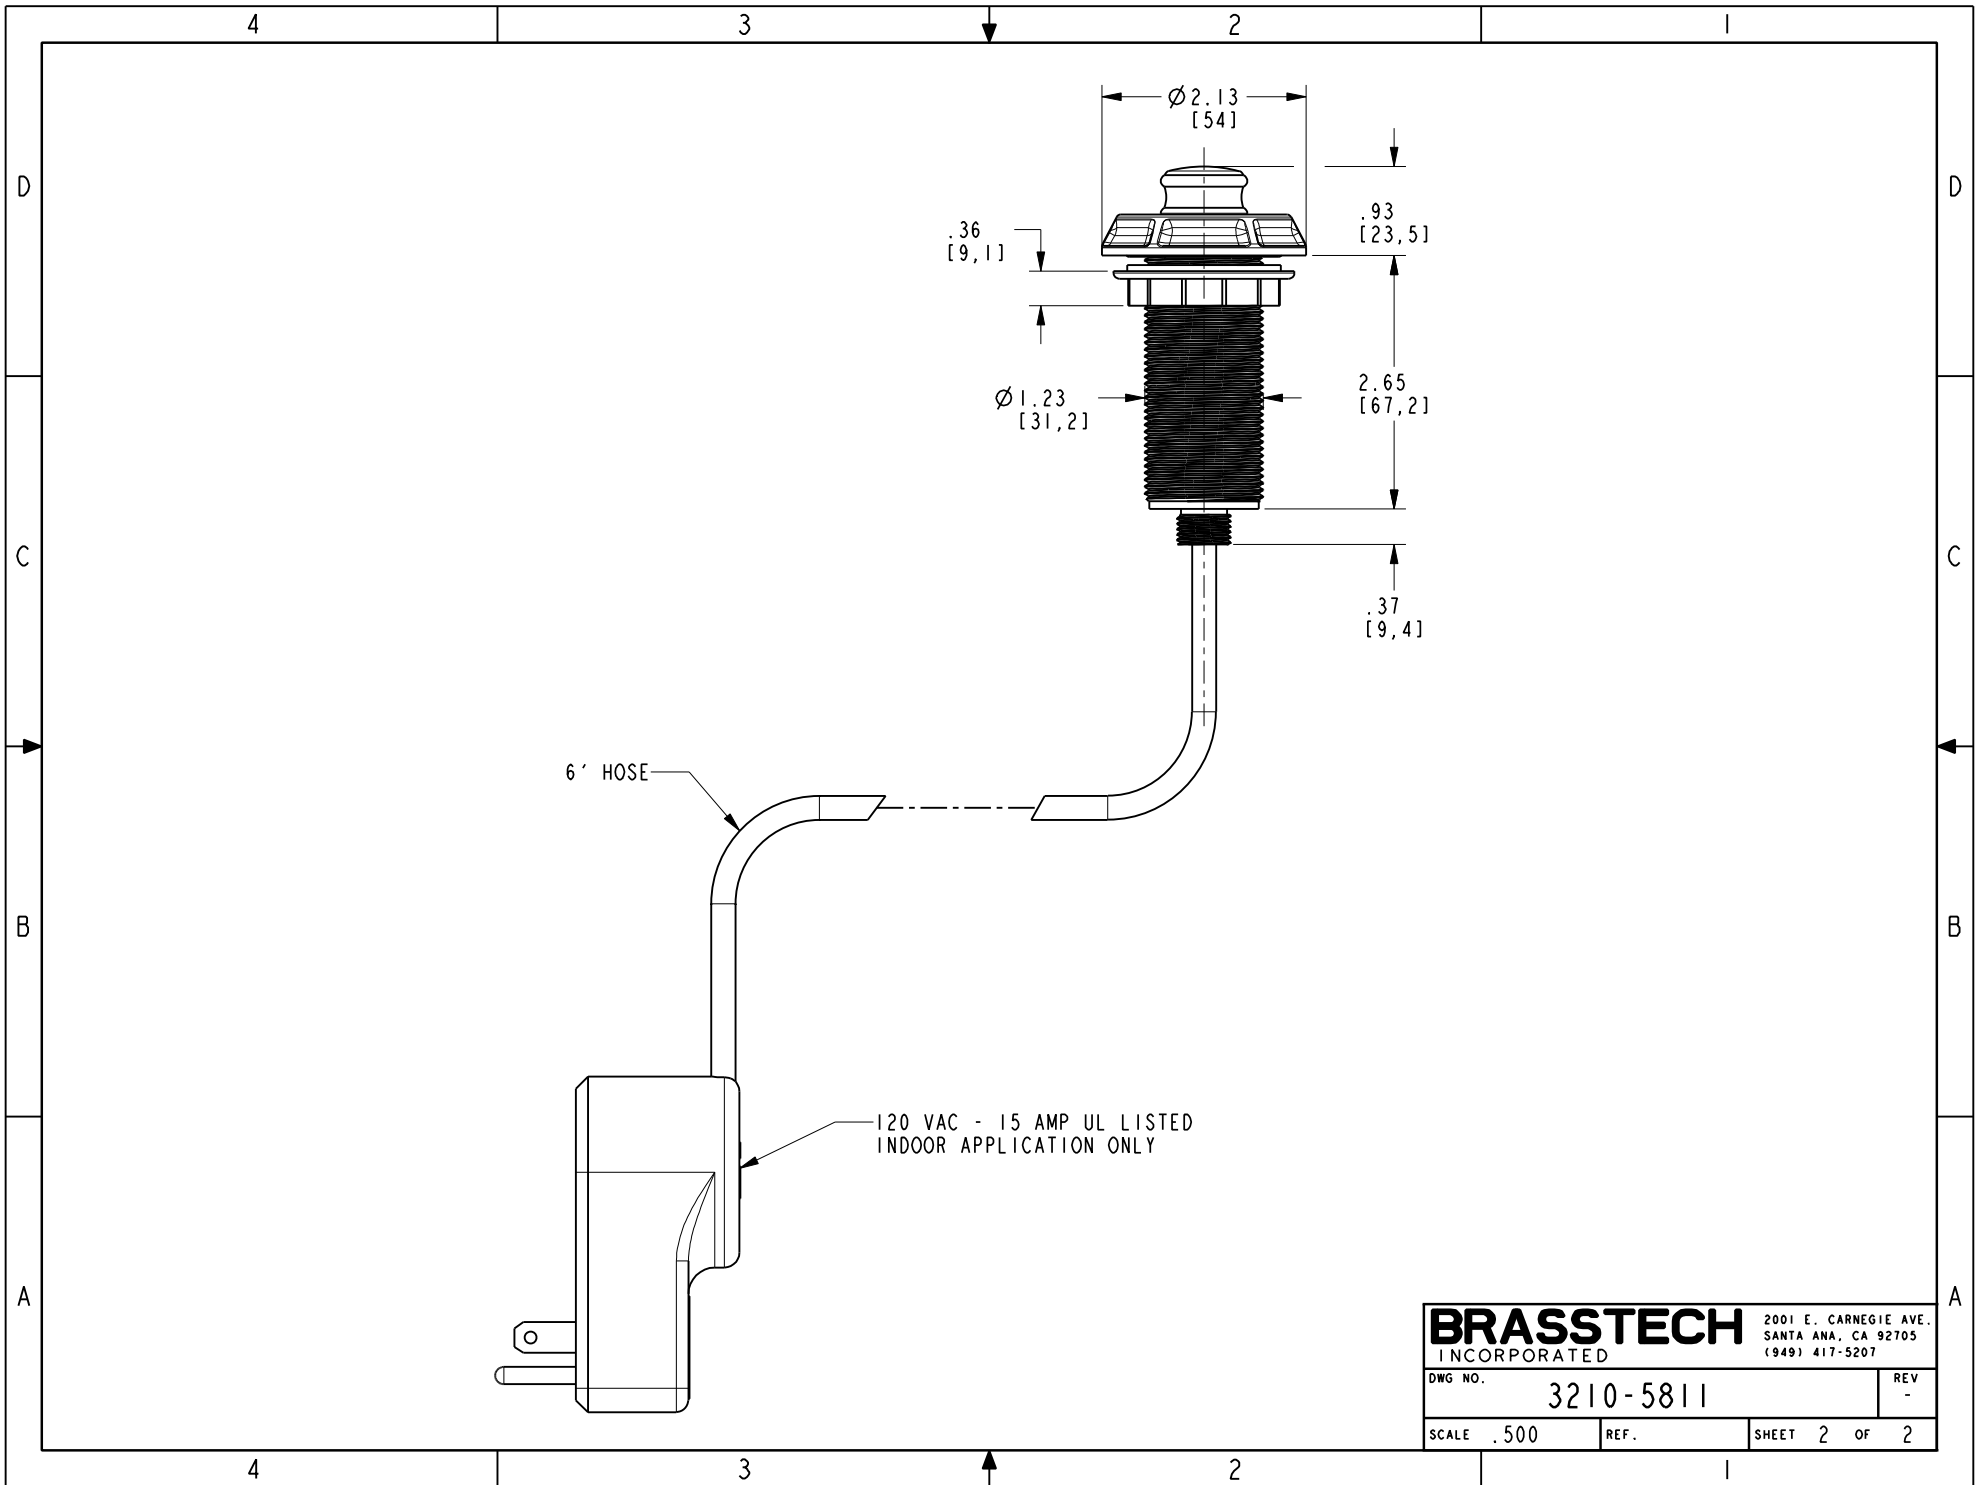 4 3 2 1
D D
Ø2.13
[54]
.93
[23,5]
.36
[9,1]
2.65
[67,2]
Ø1.23
[31,2]
C C
.37
[9,4]
6' HOSE
B B
120 VAC - 15 AMP UL LISTED
INDOOR APPLICATION ONLY
A A
BRASSTECH
INCORPORATED
2001 E. CARNEGIE AVE.
SANTA ANA, CA 92705
(949) 417-5207
DWG NO. 3210-5811
REV
-
SCALE .500 REF. SHEET 2 OF 2
4 3 2 1